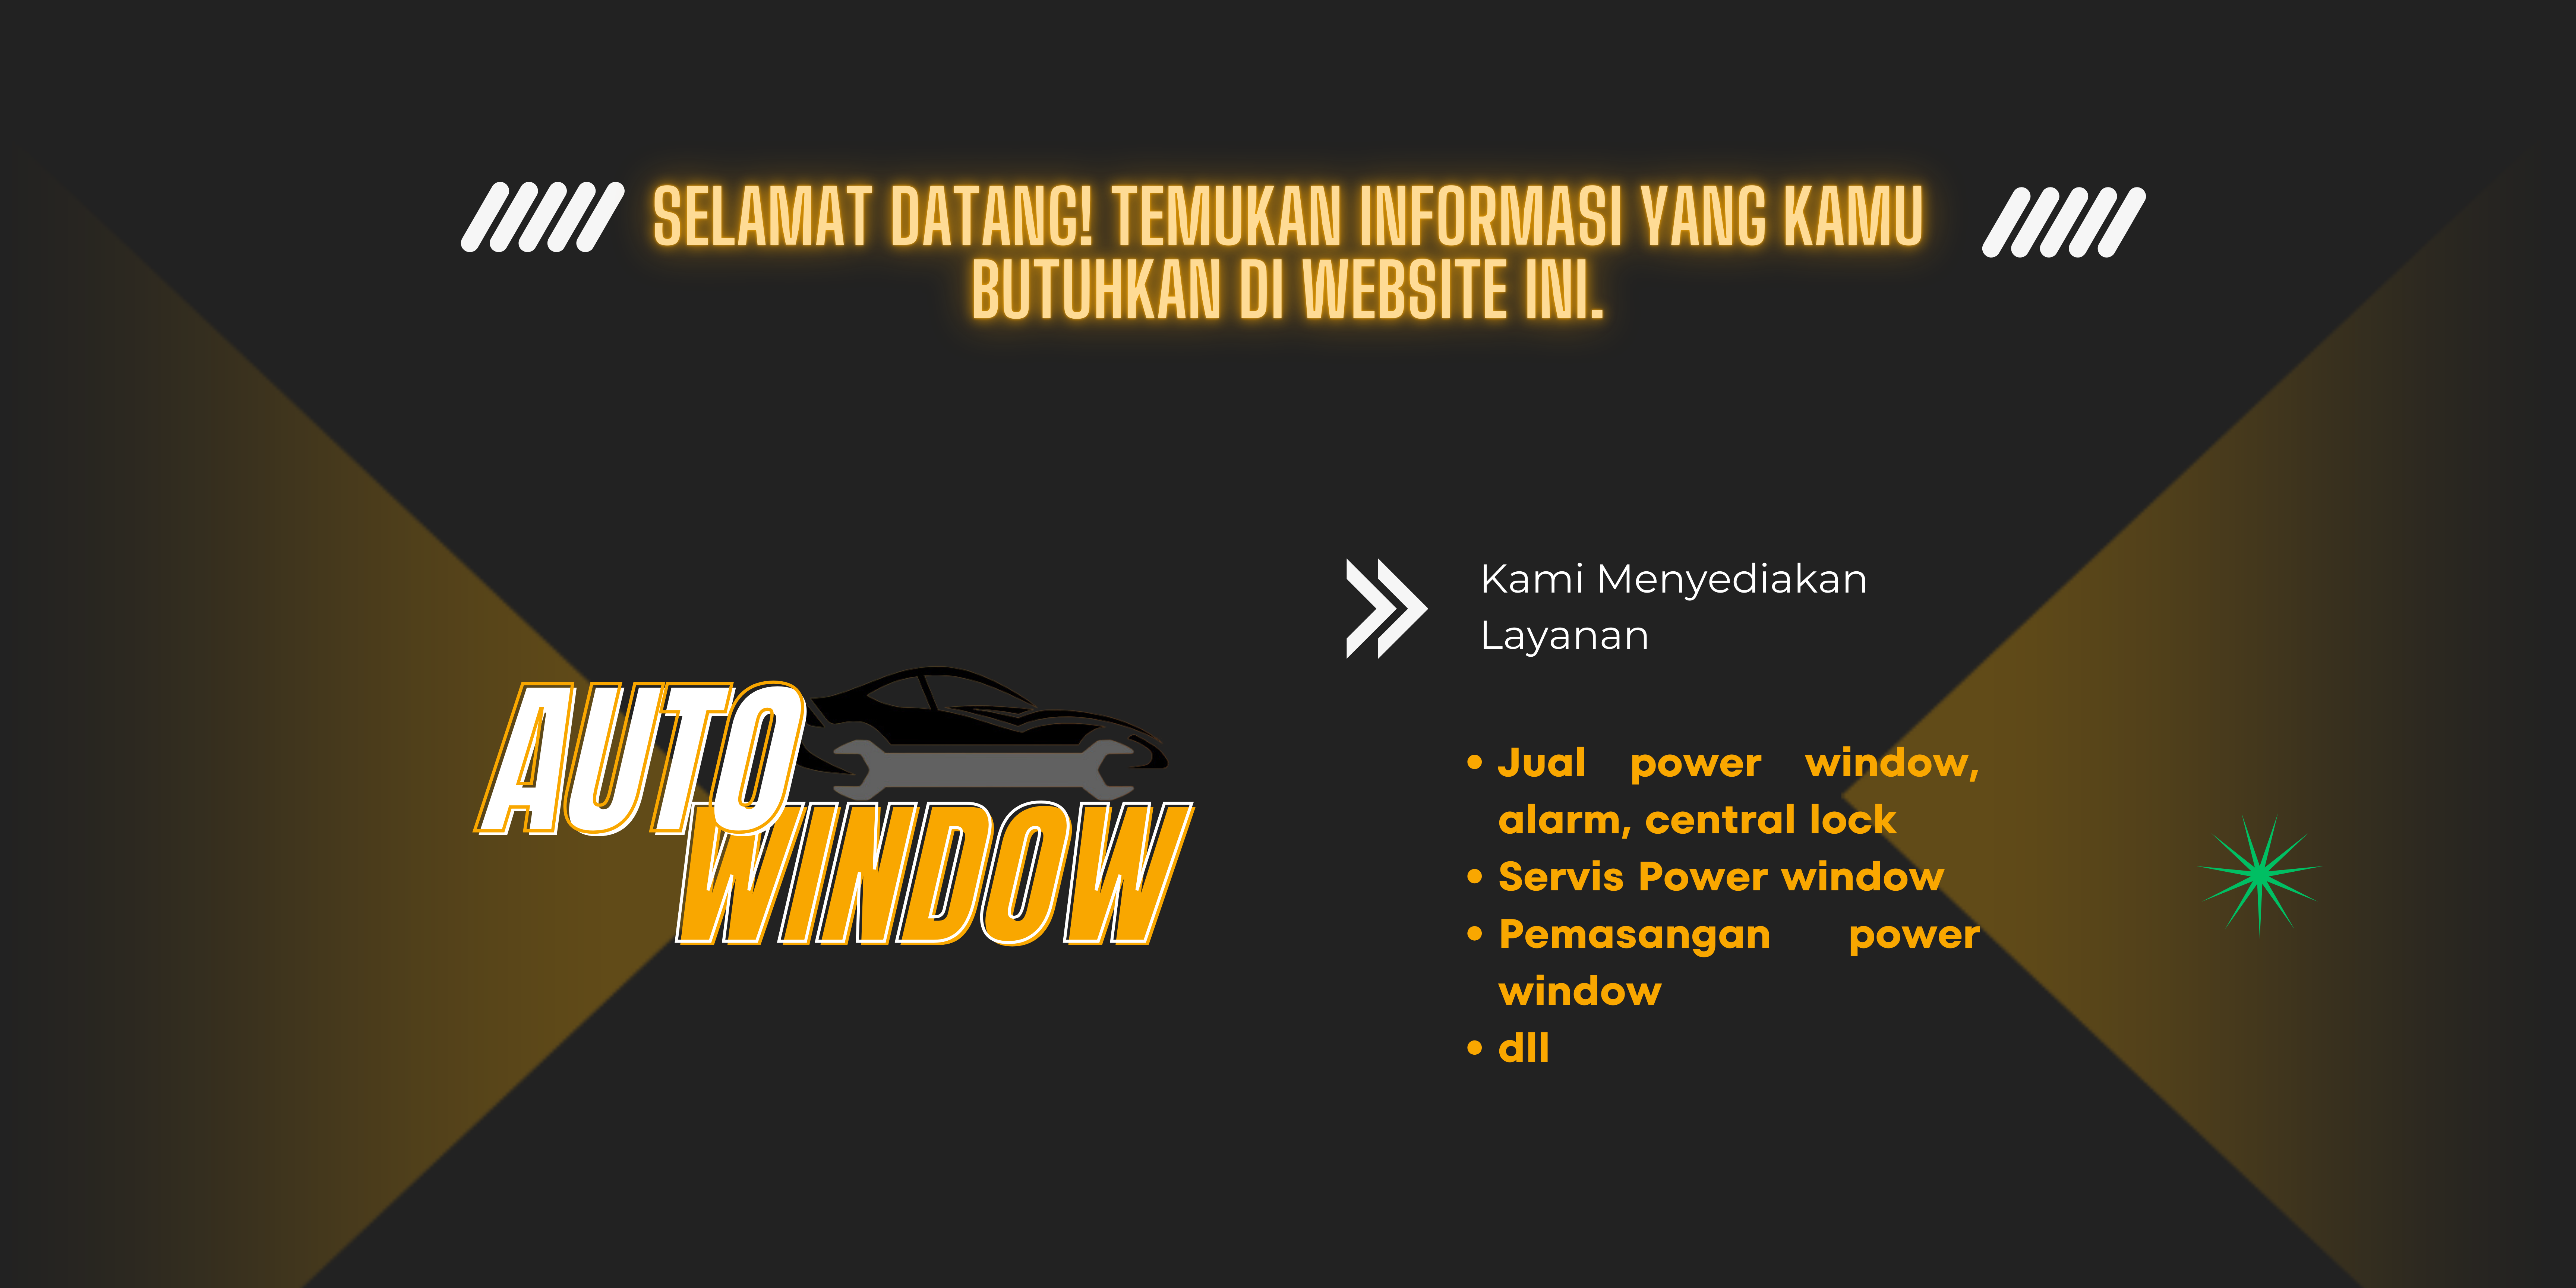 SELAMAT DATANG! TEMUKAN INFORMASI YANG KAMU
BUTUHKAN DI WEBSITE INI.
Kami Menyediakan
Layanan
AUTO
WINDOW
• Jual power window,
alarm, central lock
• Servis Power window
• Pemasangan power
window
• dll